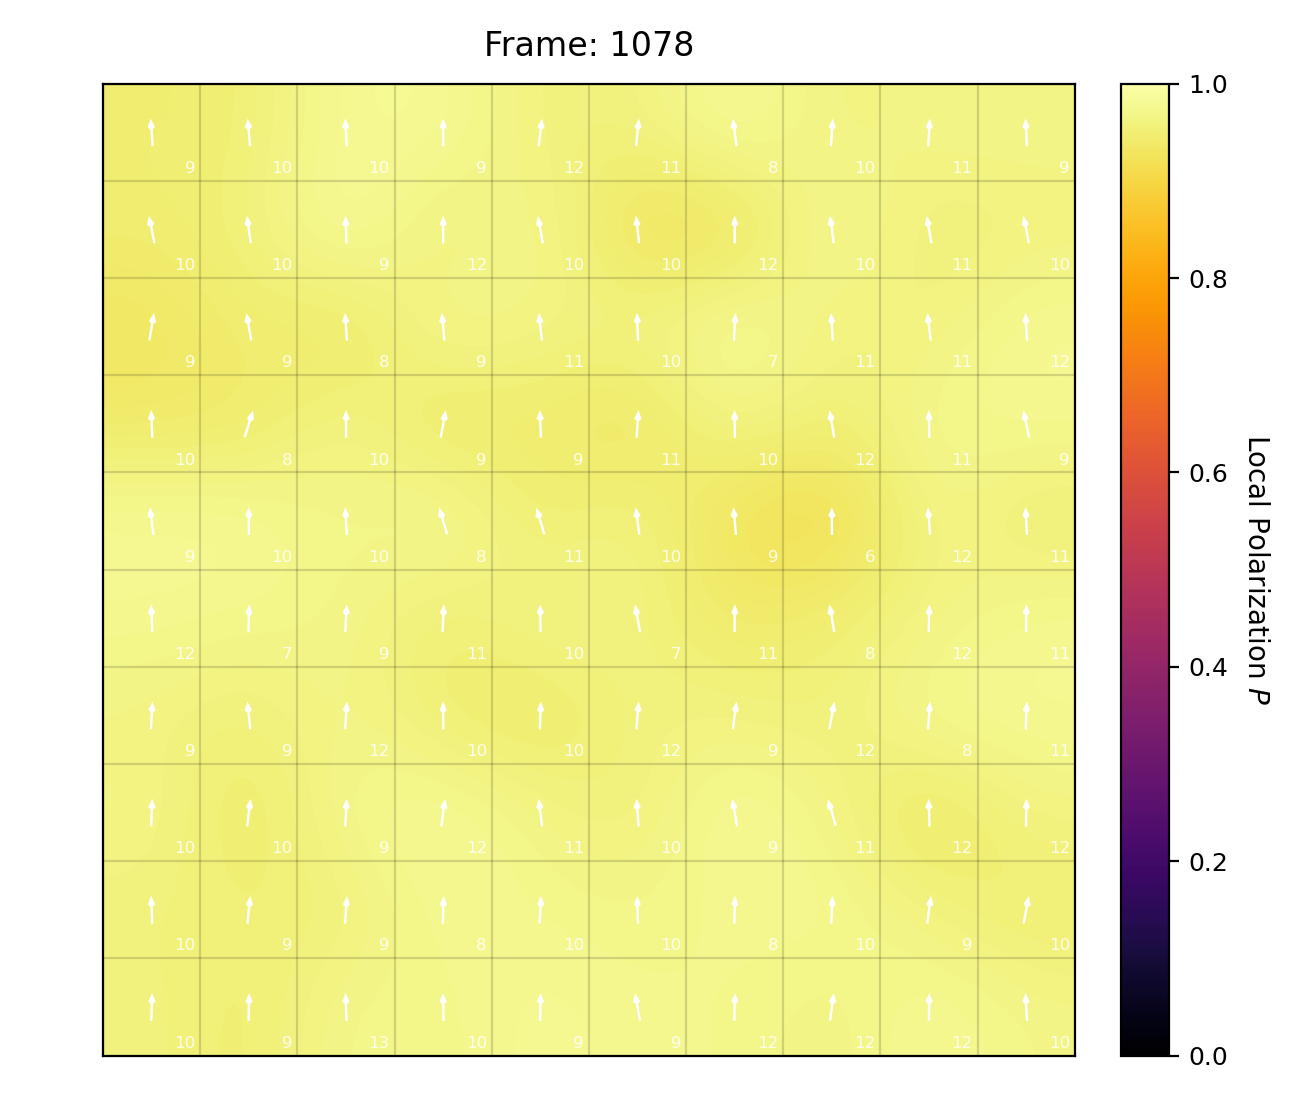 Frame: 1078
9 10 10 9 12 11 8 10 11 9
10 10 9 12 10 10 12 10 11 10
9 9 8 9 11 10 7 11 11 12
10 8 10 9 9 11 10 12 11 9
9 10 10 8 11 10 9 6 12 11
12 7 9 11 10 7 11 8 12 11
9 9 12 10 10 12 9 12 8 11
10 10 9 12 11 10 9 11 12 12
10 9 9 8 10 10 8 10 9 10
10 9 13 10 9 9 12 12 12 10
1.0
0.8
0.6
0.4
0.2
0.0
Local Polarization P